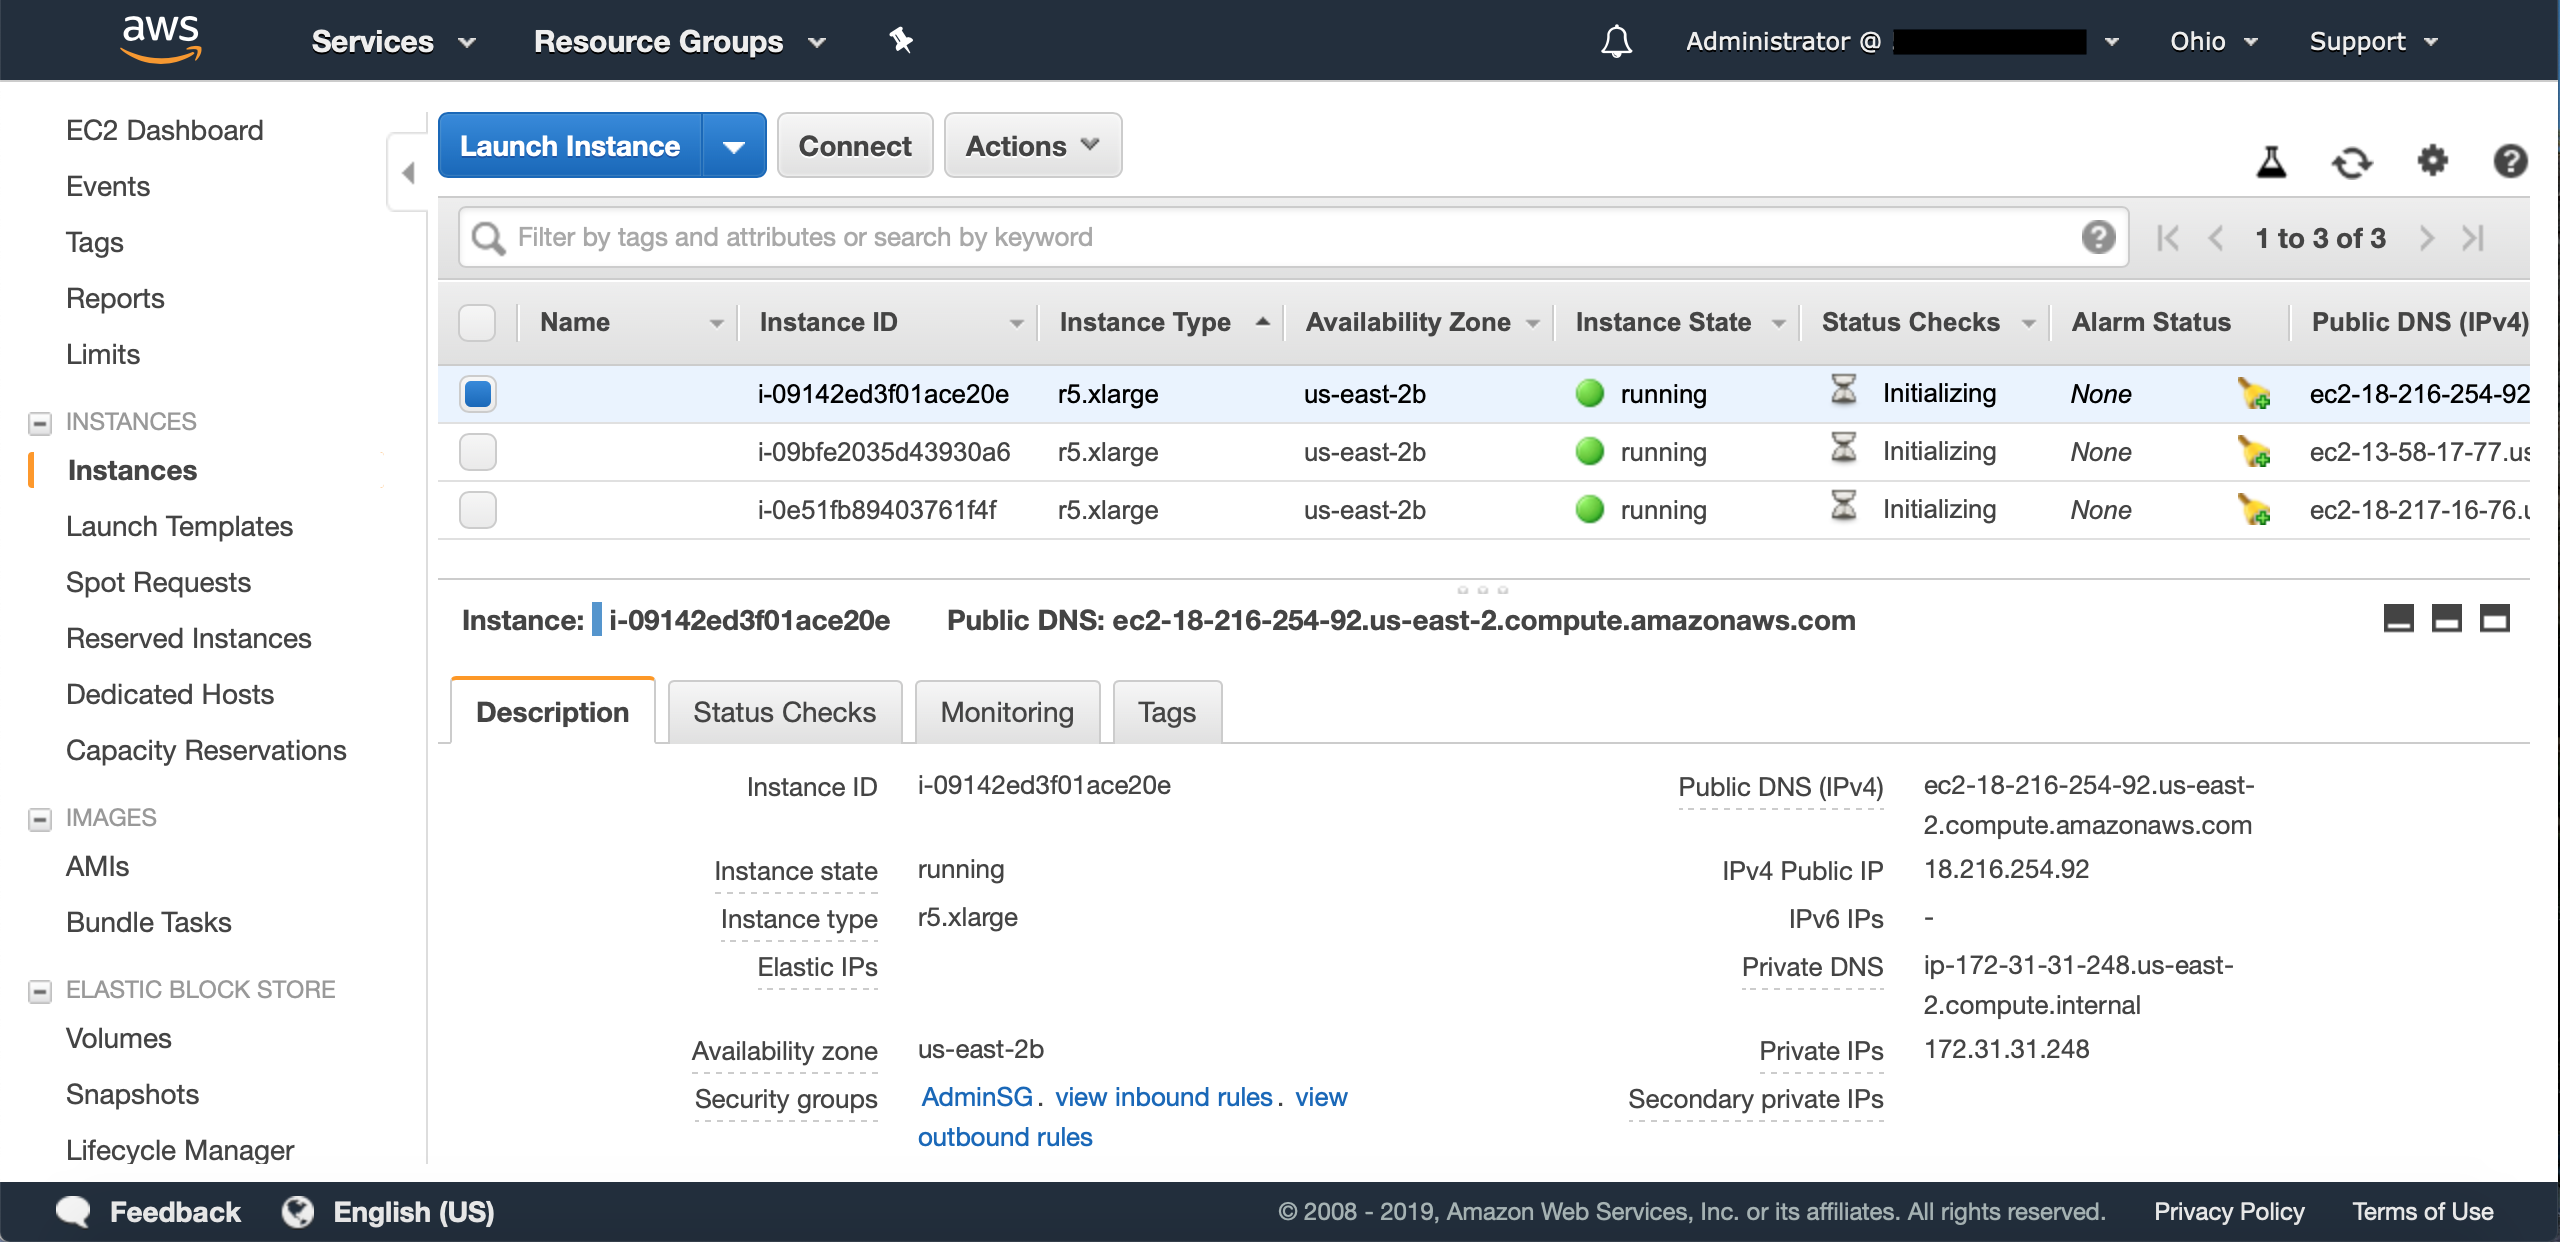 aws Services Resource Groups Administrator @ Ohio Support
EC2 Dashboard
Events
Tags
Reports
Limits
INSTANCES
Instances
Launch Templates
Spot Requests
Reserved Instances
Dedicated Hosts
Capacity Reservations
IMAGES
AMIs
Bundle Tasks
ELASTIC BLOCK STORE
Volumes
Snapshots
Lifecycle Manager
Launch Instance Connect Actions
Filter by tags and attributes or search by keyword 1 to 3 of 3
Name Instance ID Instance Type Availability Zone Instance State Status Checks Alarm Status Public DNS (IPv4)
i-09142ed3f01ace20e r5.xlarge us-east-2b running Initializing None ec2-18-216-254-92
i-09bfe2035d43930a6 r5.xlarge us-east-2b running Initializing None ec2-13-58-17-77.us
i-0e51fb89403761f4f r5.xlarge us-east-2b running Initializing None ec2-18-217-16-76.u
Instance: i-09142ed3f01ace20e Public DNS: ec2-18-216-254-92.us-east-2.compute.amazonaws.com
Description Status Checks Monitoring Tags
Instance ID i-09142ed3f01ace20e
Instance state running
Instance type r5.xlarge
Elastic IPs
Availability zone us-east-2b
Security groups AdminSG. view inbound rules. view
outbound rules
Public DNS (IPv4) ec2-18-216-254-92.us-east-
2.compute.amazonaws.com
IPv4 Public IP 18.216.254.92
IPv6 IPs -
Private DNS ip-172-31-31-248.us-east-
2.compute.internal
Private IPs 172.31.31.248
Secondary private IPs
Feedback English (US) © 2008 - 2019, Amazon Web Services, Inc. or its affiliates. All rights reserved. Privacy Policy Terms of Use